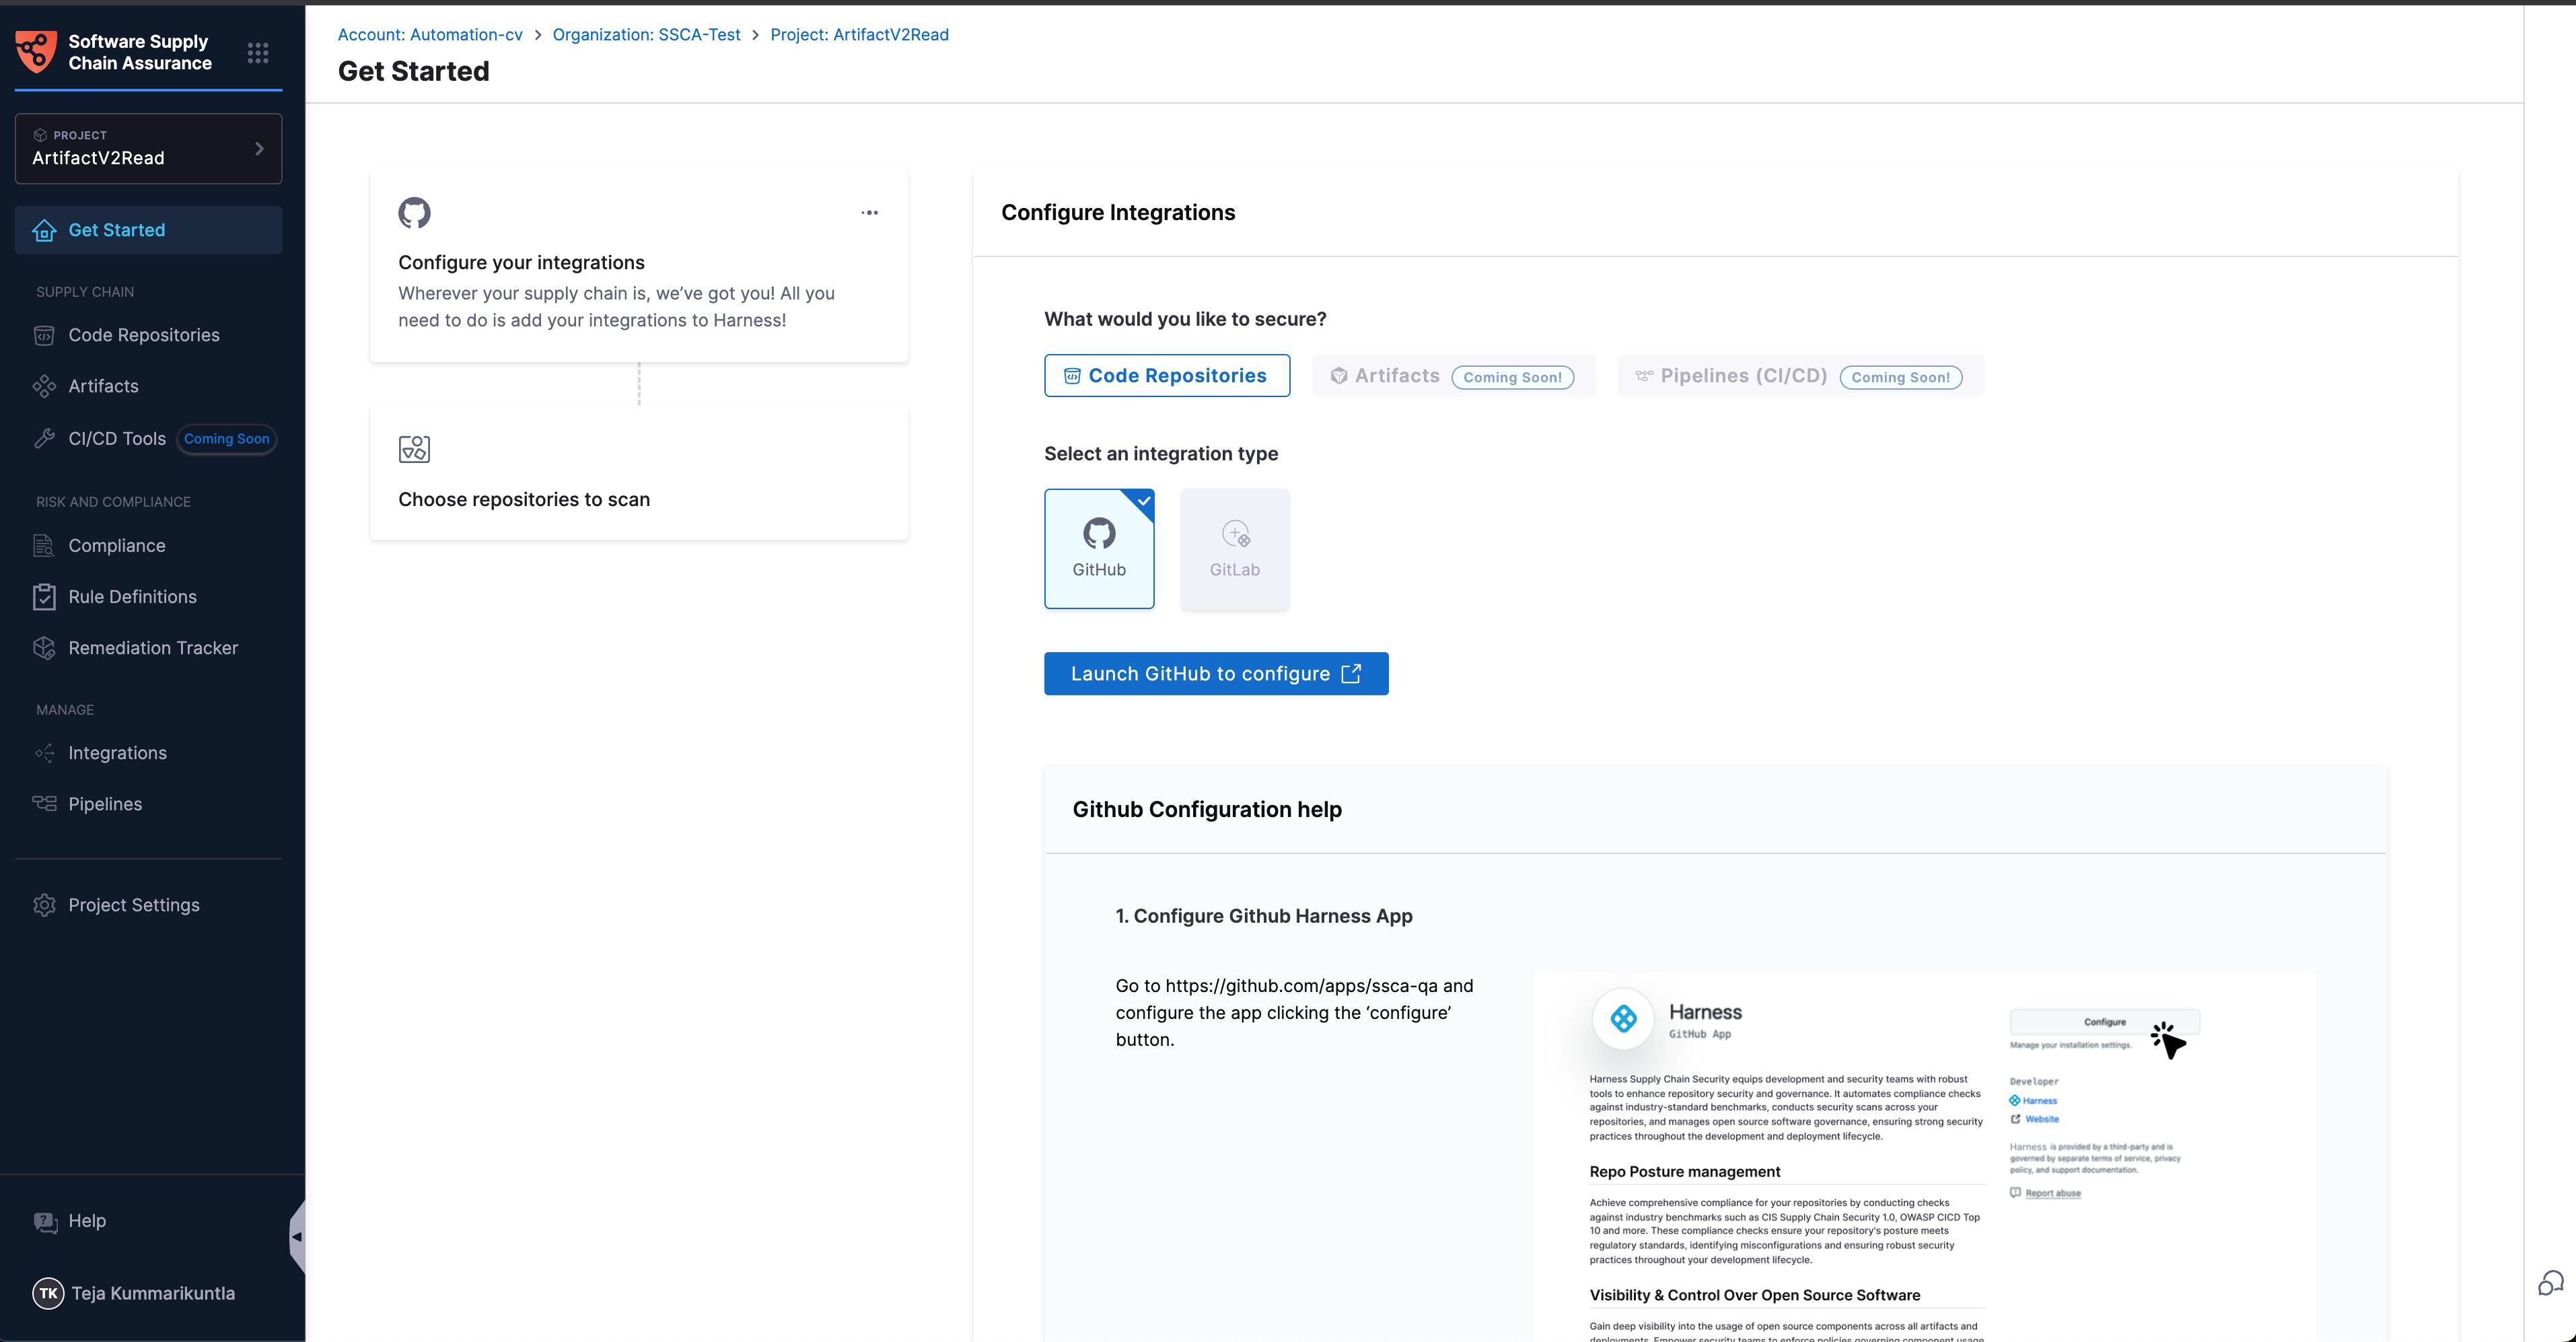 Software Supply
Chain Assurance
PROJECT
ArtifactV2Read
Get Started
SUPPLY CHAIN
Code Repositories
Artifacts
CI/CD Tools Coming Soon
RISK AND COMPLIANCE
Compliance
Rule Definitions
Remediation Tracker
MANAGE
Integrations
Pipelines
Project Settings
Help
TK Teja Kummarikuntla
Account: Automation-cv > Organization: SSCA-Test > Project: ArtifactV2Read
Get Started
Configure your integrations
Wherever your supply chain is, we’ve got you! All you
need to do is add your integrations to Harness!
Choose repositories to scan
Configure Integrations
What would you like to secure?
Code Repositories Artifacts Coming Soon! Pipelines (CI/CD) Coming Soon!
Select an integration type
GitHub GitLab
Launch GitHub to configure
Github Configuration help
1. Configure Github Harness App
Go to https://github.com/apps/ssca-qa and
configure the app clicking the ‘configure’
button.
Harness
GitHub App
Harness Supply Chain Security equips development and security teams with robust
tools to enhance repository security and governance. It automates compliance checks
against industry-standard benchmarks, conducts security scans across your
repositories, and manages open source software governance, ensuring strong security
practices throughout the development and deployment lifecycle.
Repo Posture management
Achieve comprehensive compliance for your repositories by conducting checks
against industry benchmarks such as CIS Supply Chain Security 1.0, OWASP CICD Top
10 and more. These compliance checks ensure your repository's posture meets
regulatory standards, identifying misconfigurations and ensuring robust security
practices throughout your development lifecycle.
Visibility & Control Over Open Source Software
Gain deep visibility into the usage of open source components across all artifacts and
deployments. Empower security teams to enforce policies governing component usage
Configure
Manage your installation settings.
Developer
Harness
Website
Harness is provided by a third-party and is
governed by separate terms of service, privacy
policy, and support documentation.
Report abuse